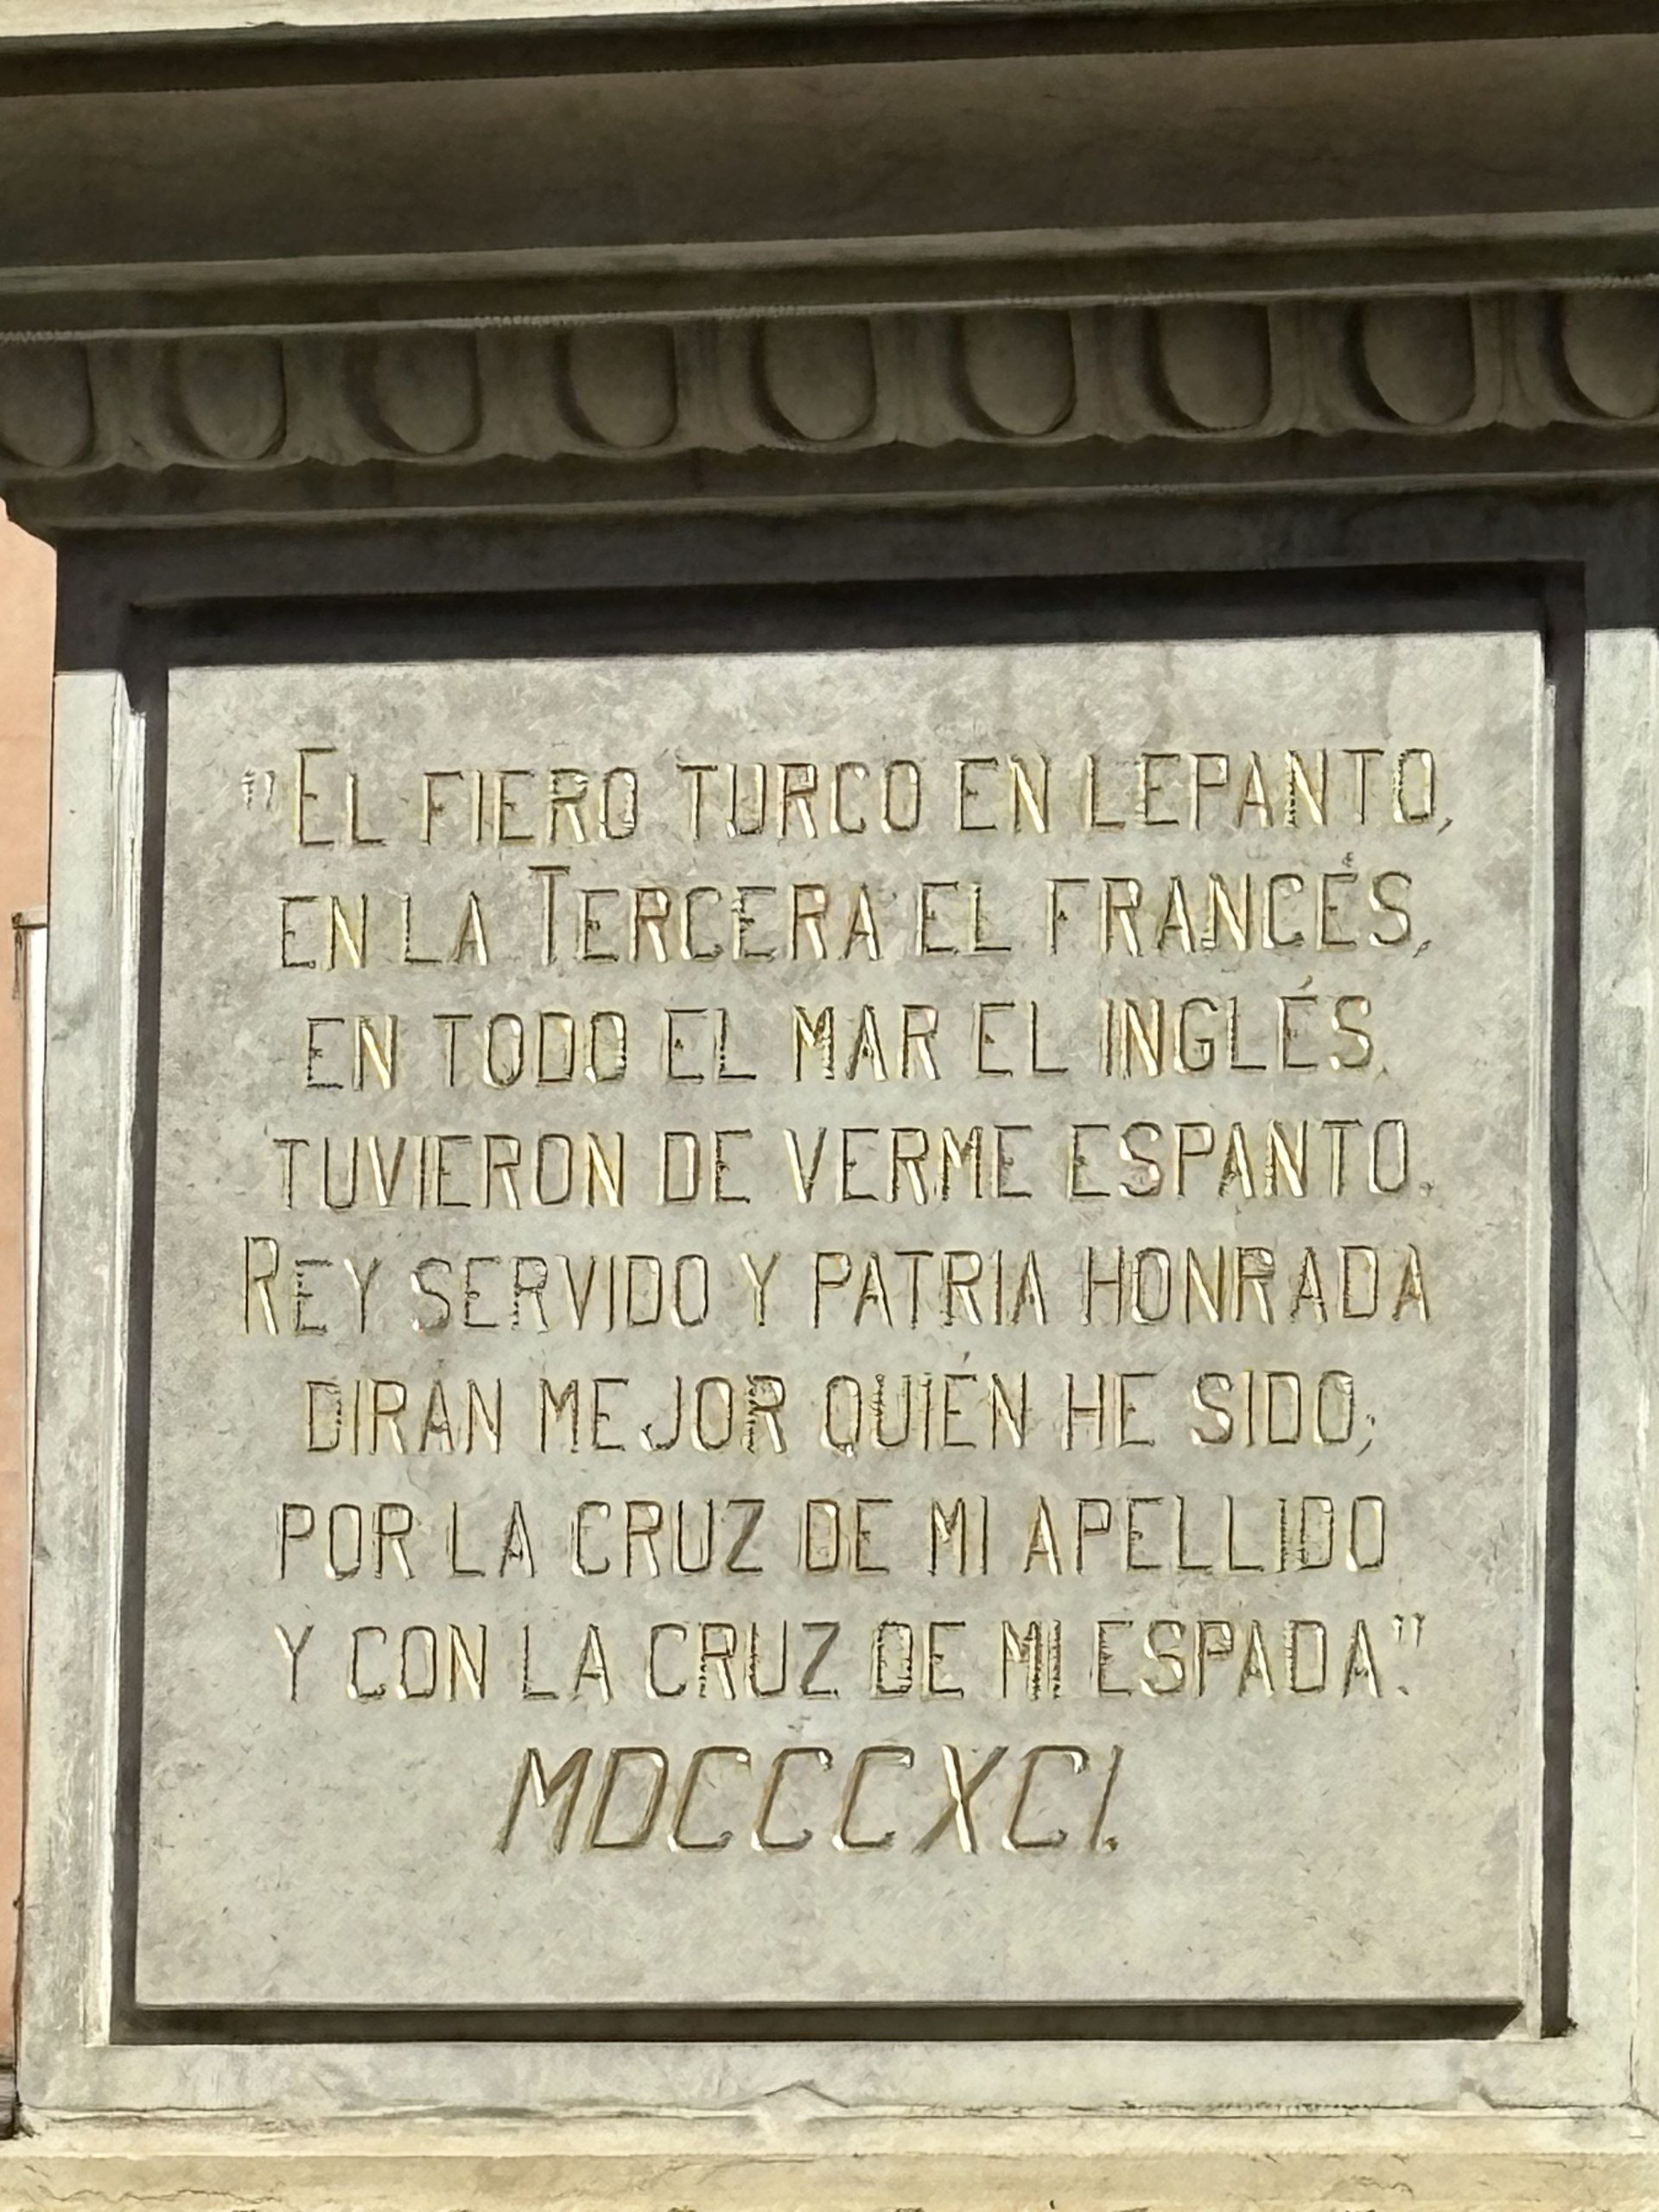 "EL FIERO TURCO EN LEPANTO,
EN LA TERCERA EL FRANCÉS,
EN TODO EL MAR EL INGLÉS.
TUVIERON DE VERME ESPANTO.
REY SERVIDO Y PATRIA HONRADA
DIRÁN MEJOR QUIÉN HE SIDO;
POR LA CRUZ DE MI APELLIDO
Y CON LA CRUZ DE MI ESPADA".
MDCCCXCI.